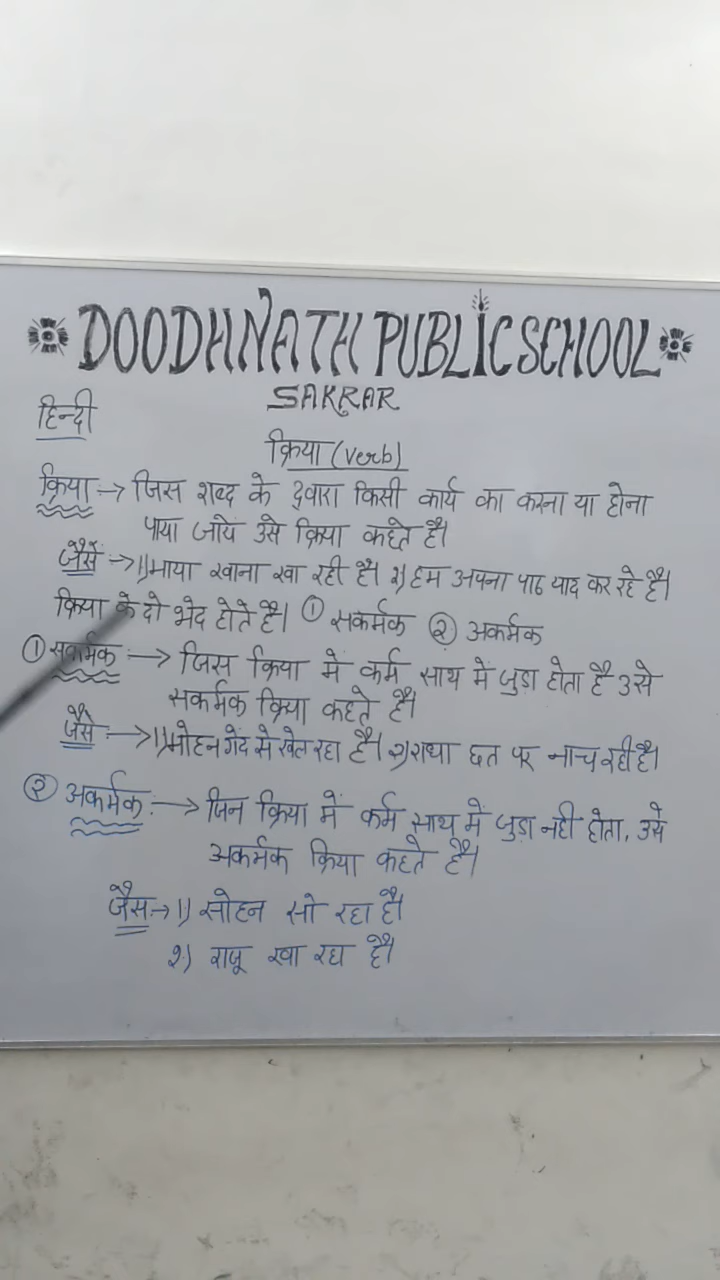 DOODHNATH PUBLIC SCHOOL
SAKRAR
हिन्दी
क्रिया (verb)
क्रिया → जिस शब्द के दुवारा किसी कार्य का करना या होना
पाया जाये उसे क्रिया कहते है।
जैसे → 1) माया खाना खा रही है। 2) हम अपना पाठ याद कर रहे है।
क्रिया के दो भेद होते है। ① सकर्मक ② अकर्मक
① सकर्मक :→ जिस क्रिया मे कर्म साथ में जुडा होता है उसे
सकर्मक क्रिया कहते है।
जैसे :→ 1) मोहन गेंद से खेल रहा है। 2) राधा छत पर नाच रही है।
② अकर्मक :→ जिन क्रिया में कर्म साथ में जुड़ा नही होता, उसे
अकर्मक क्रिया कहते है।
जैस :→ 1) सोहन सो रहा है।
2) राजू खा रहा है।